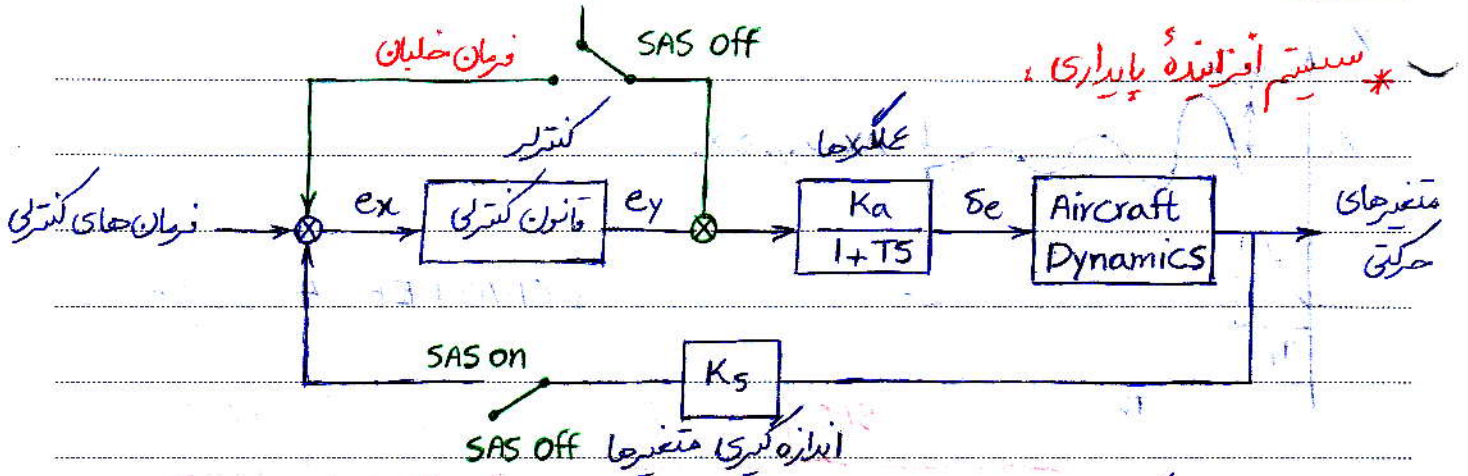 * سیستم افزایندهٔ پایداری :
فرمان خلبان
SAS off
کنترلر
عملگرها
فرمان‌های کنترلی
ex
قانون کنترلی
ey
Ka
1+TS
δe
Aircraft
Dynamics
متغیرهای
حرکتی
SAS on
Ks
SAS off
اندازه‌گیری متغیرها